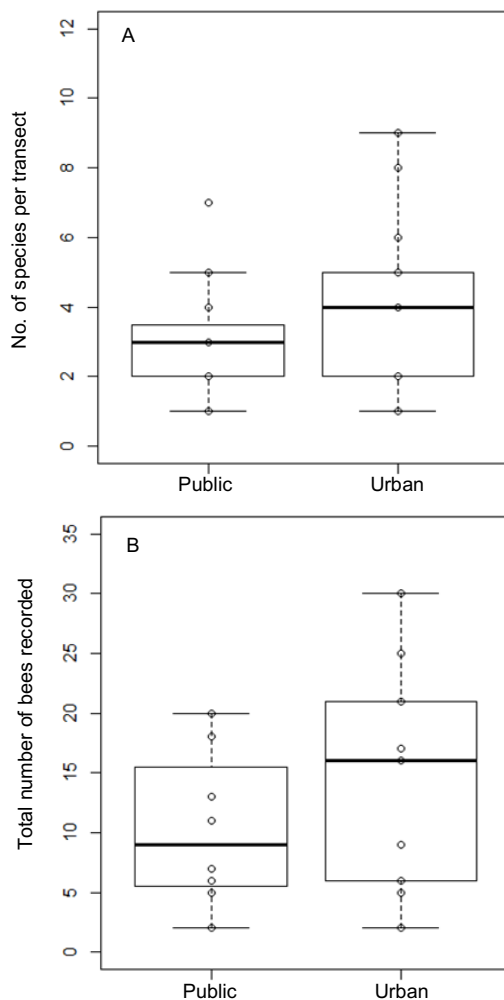 A
No. of species per transect
12
10
8
6
4
2
0
Public Urban
B
Total number of bees recorded
35
30
25
20
15
10
5
0
Public Urban